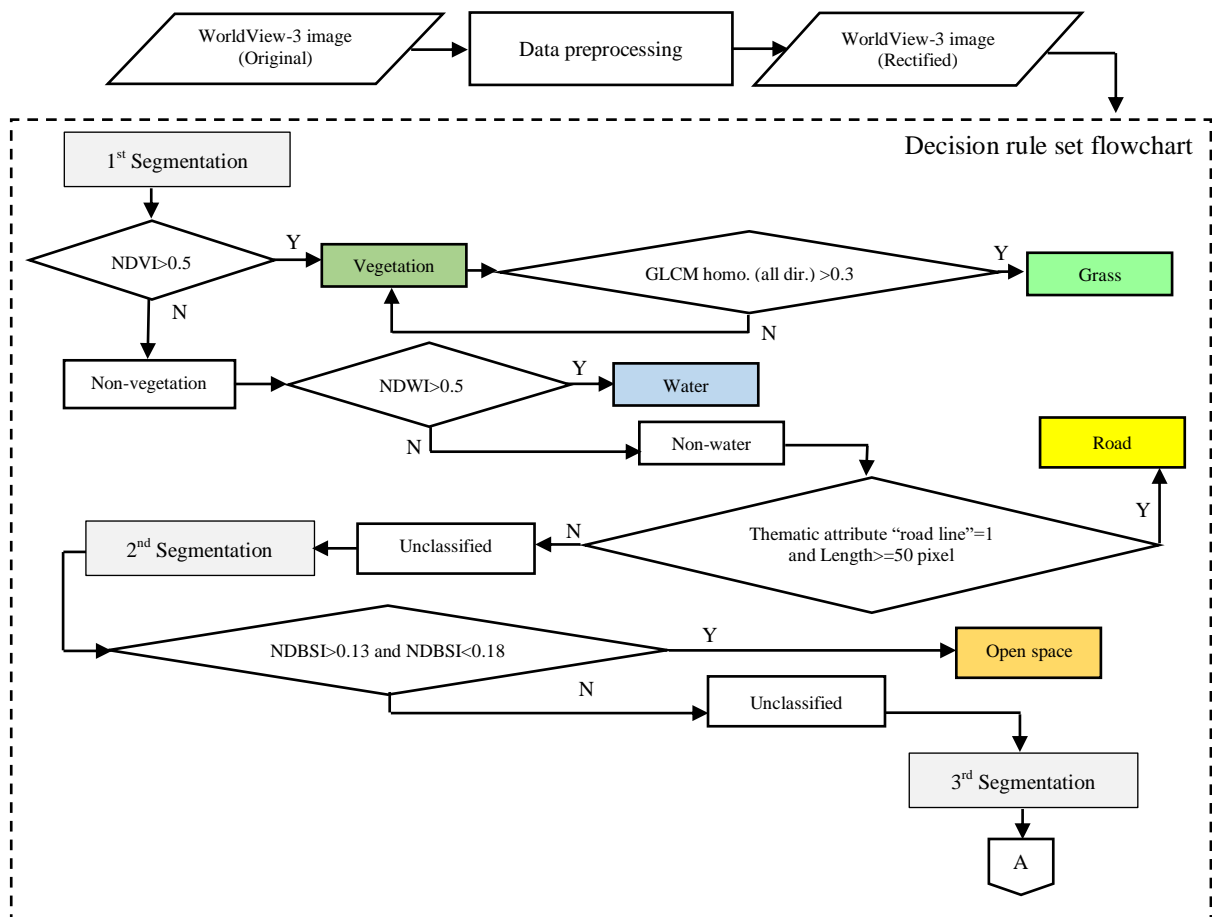 WorldView-3 image
(Original)
Data preprocessing
WorldView-3 image
(Rectified)
Decision rule set flowchart
1st Segmentation
NDVI>0.5
Y
Vegetation
GLCM homo. (all dir.) >0.3
Y
Grass
N
N
Non-vegetation
NDWI>0.5
Y
Water
N
Non-water
Road
Y
Thematic attribute “road line”=1
and Length>=50 pixel
N
Unclassified
2nd Segmentation
NDBSI>0.13 and NDBSI<0.18
Y
Open space
N
Unclassified
3rd Segmentation
A